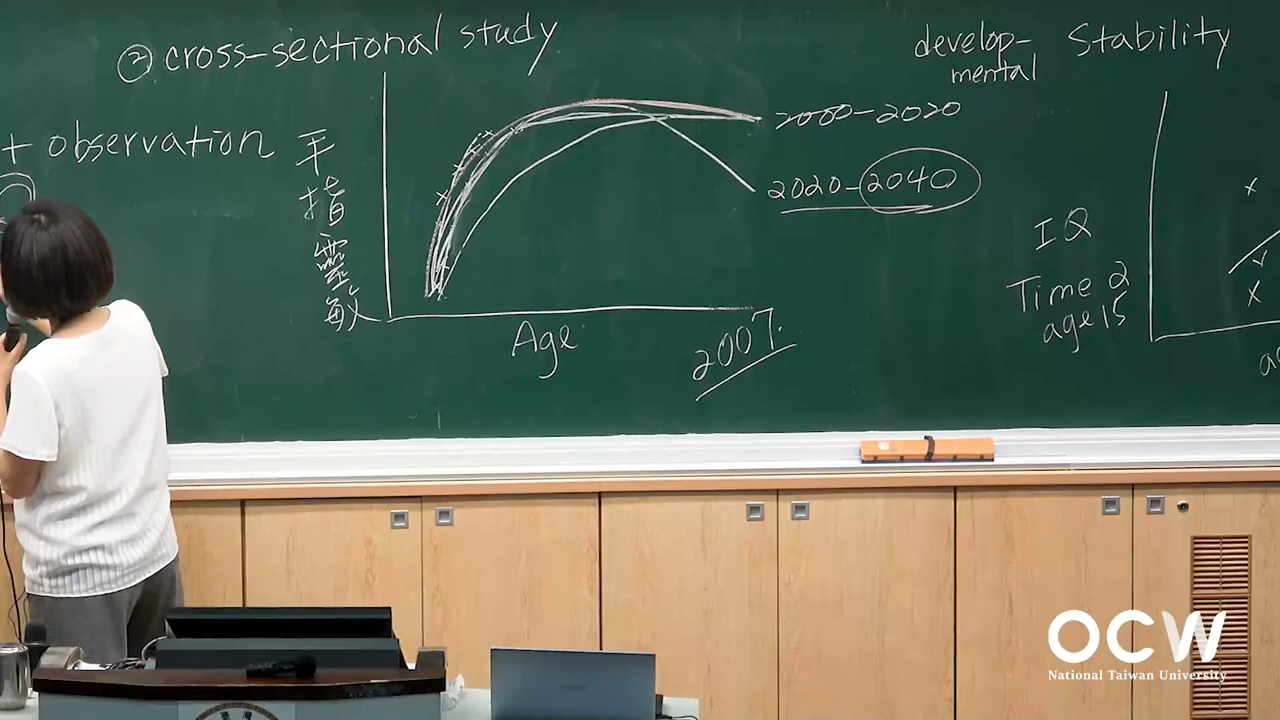 ② cross-sectional study
+ observation
手指靈敏
Age
2007.
2000-2020
2020-2040
develop-
mental
Stability
IQ
Time 2
age 15
OCW
National Taiwan University